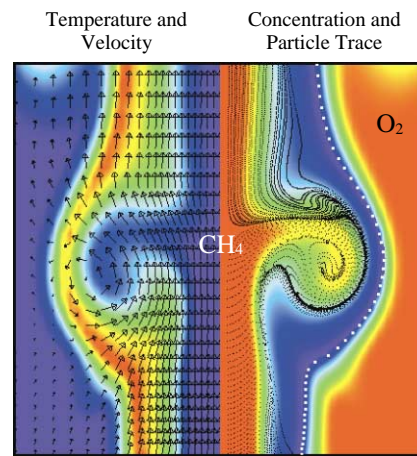 Temperature and
Velocity
Concentration and
Particle Trace
O2
CH4